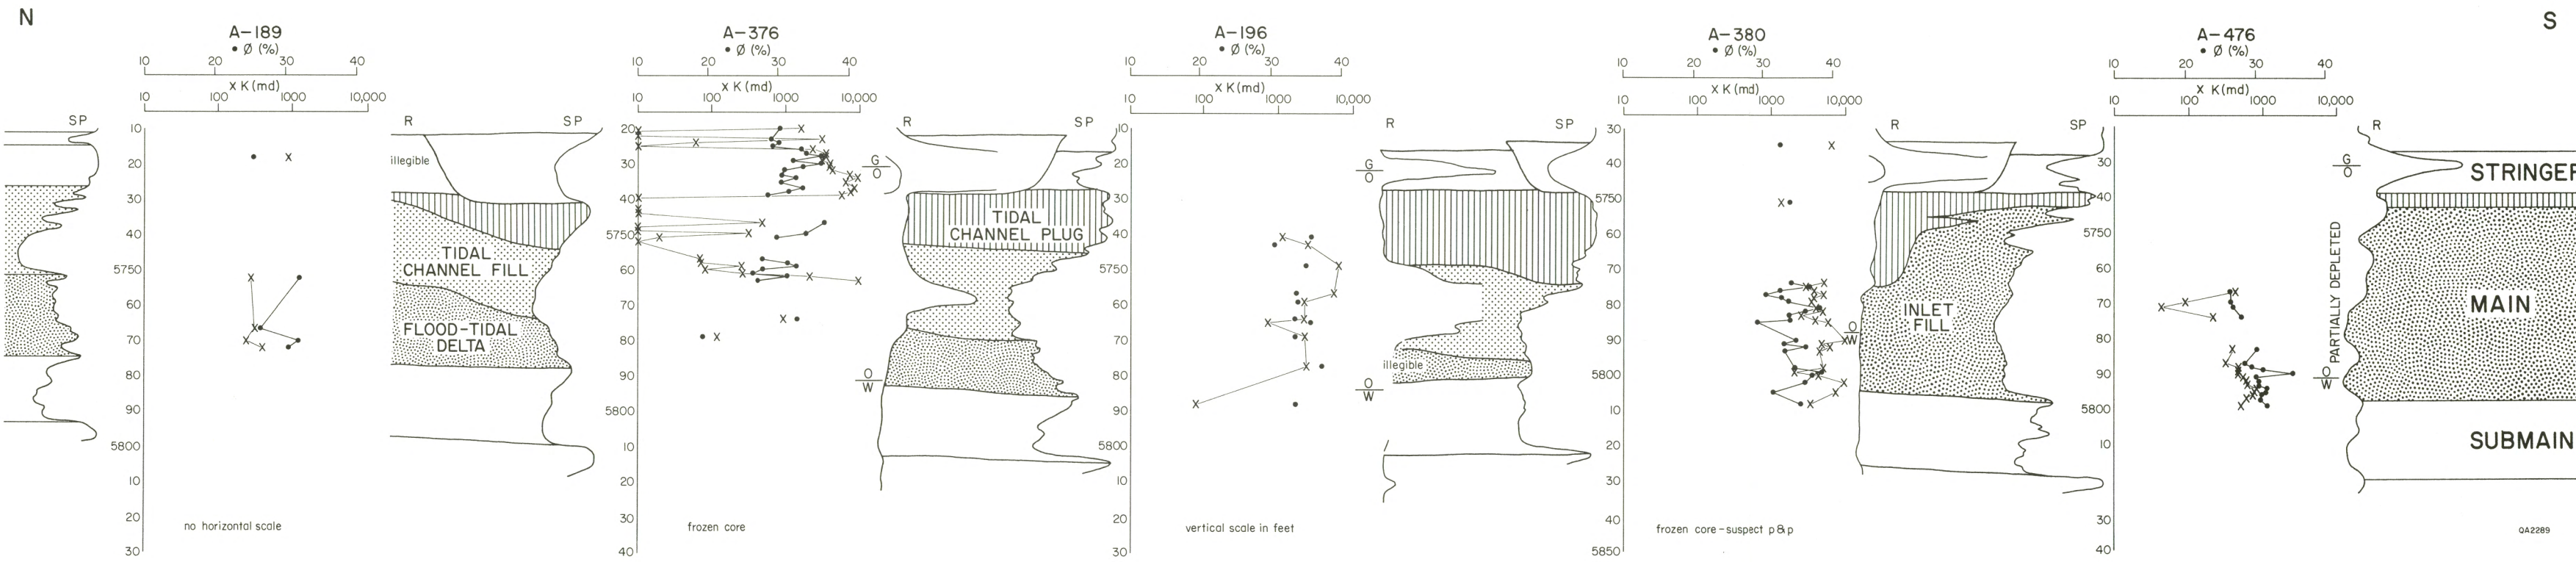 N
S
A-189
• Ø (%)
10 20 30 40
X K (md)
10 100 1000 10,000
A-376
• Ø (%)
10 20 30 40
X K (md)
10 100 1000 10,000
A-196
• Ø (%)
10 20 30 40
X K (md)
10 100 1000 10,000
A-380
• Ø (%)
10 20 30 40
X K (md)
10 100 1000 10,000
A-476
• Ø (%)
10 20 30 40
X K (md)
10 100 1000 10,000
SP
10
20
30
40
5750
60
70
80
90
5800
10
20
30
no horizontal scale
R
SP
illegible
TIDAL
CHANNEL FILL
FLOOD-TIDAL
DELTA
20
30
40
5750
60
70
80
90
5800
10
20
30
40
frozen core
G
O
O
W
R
SP
TIDAL
CHANNEL PLUG
10
20
30
40
5750
60
70
80
90
5800
10
20
30
vertical scale in feet
G
O
O
W
R
SP
illegible
30
40
5750
60
70
80
90
5800
10
20
30
40
5850
frozen core - suspect p & p
O
W
R
SP
INLET
FILL
30
40
5750
60
70
80
90
5800
10
30
40
G
O
PARTIALLY DEPLETED
O
W
R
STRINGER
MAIN
SUBMAIN
QA2289